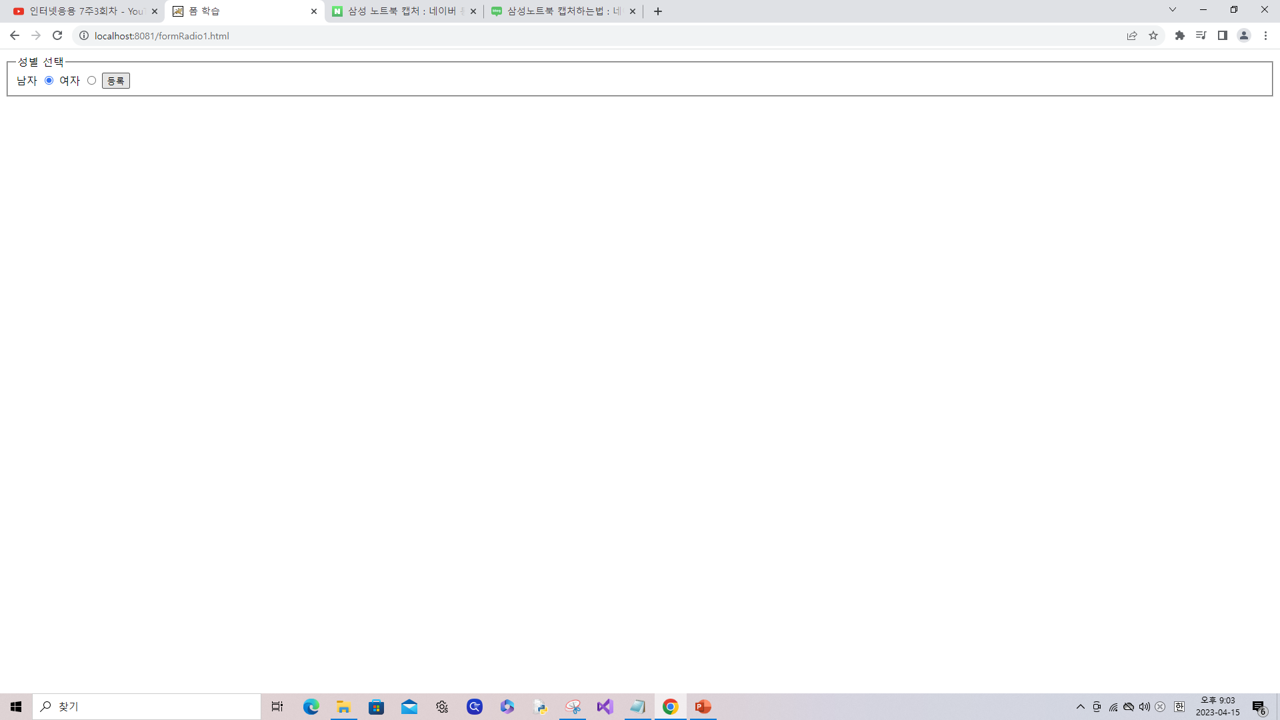 인터넷응용 7주3회차 - You
폼 학습
삼성 노트북 캡처 : 네이버
삼성노트북 캡처하는법 : 네
localhost:8081/formRadio1.html
성별 선택
남자 여자 등록
찾기
오후 9:03
2023-04-15